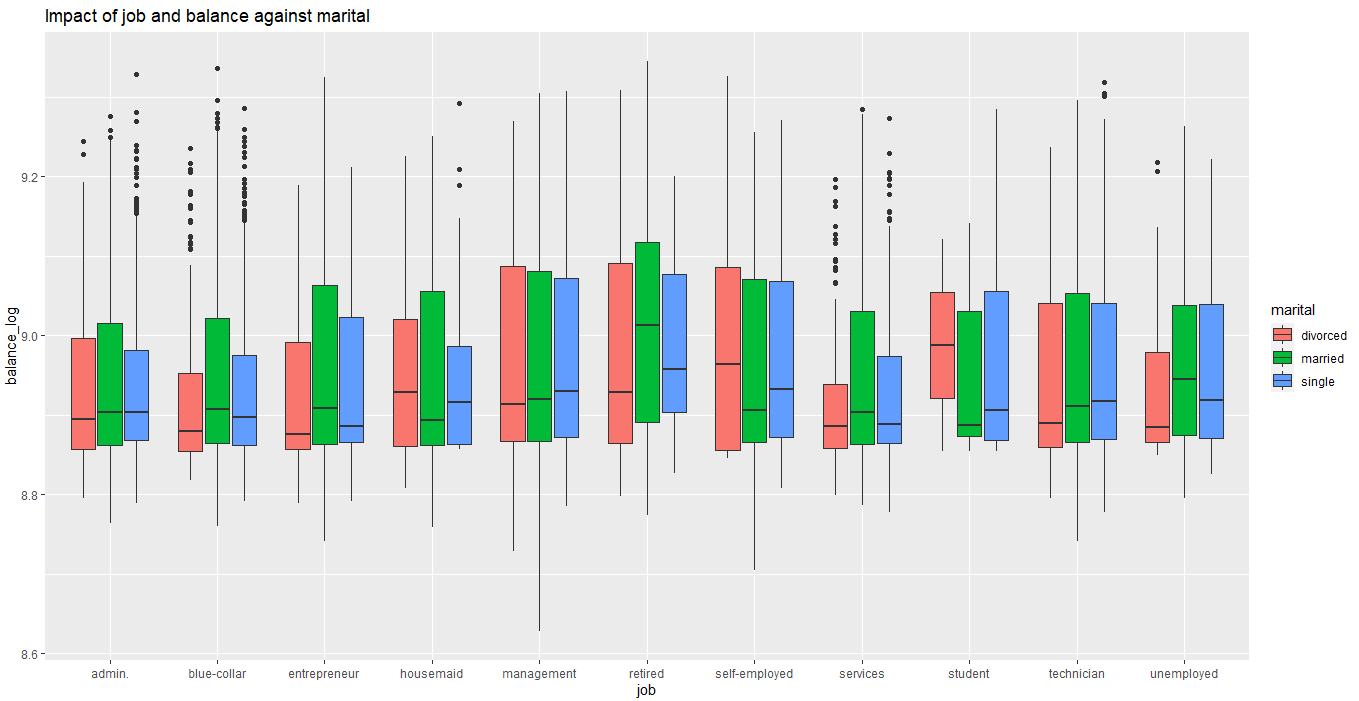 Impact of job and balance against marital
balance_log
9.2
9.0
8.8
8.6
admin.
blue-collar
entrepreneur
housemaid
management
retired
self-employed
services
student
technician
unemployed
job
marital
divorced
married
single